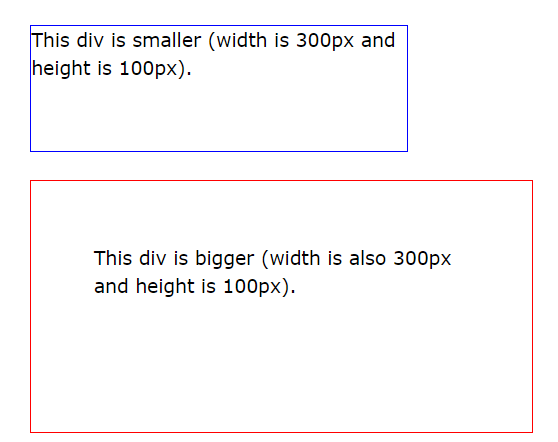 This div is smaller (width is 300px and
height is 100px).
This div is bigger (width is also 300px
and height is 100px).